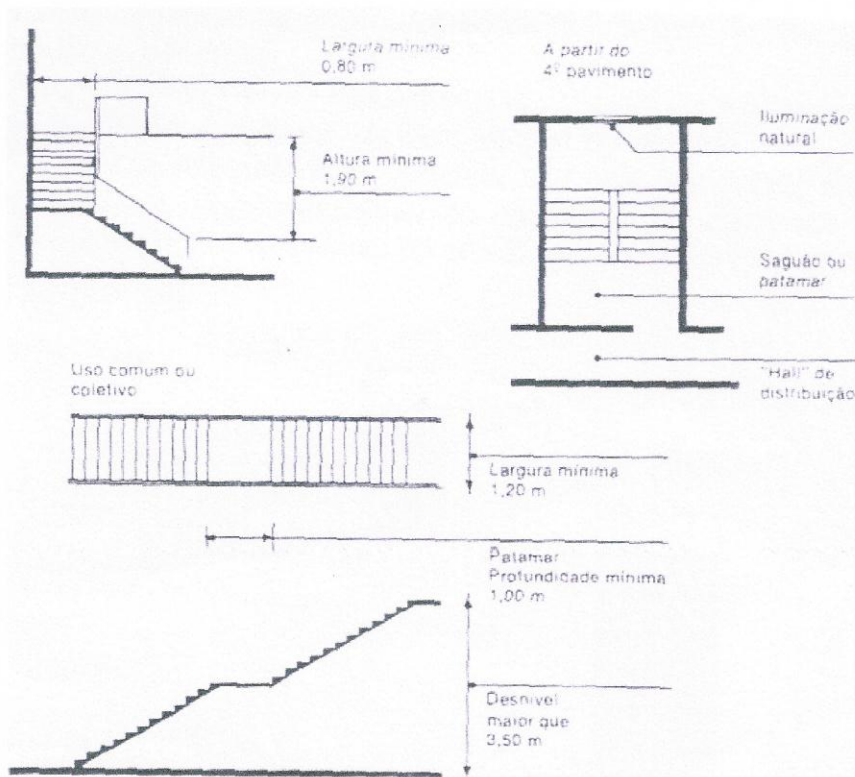 Largura mínima
0,80 m
Altura mínima
1,90 m
A partir do
4º pavimento
Iluminação
natural
Saguão ou
patamar
"Hall" de
distribuição
Uso comum ou
coletivo
Largura mínima
1,20 m
Patamar
Profundidade mínima
1,00 m
Desnível
maior que
3,50 m